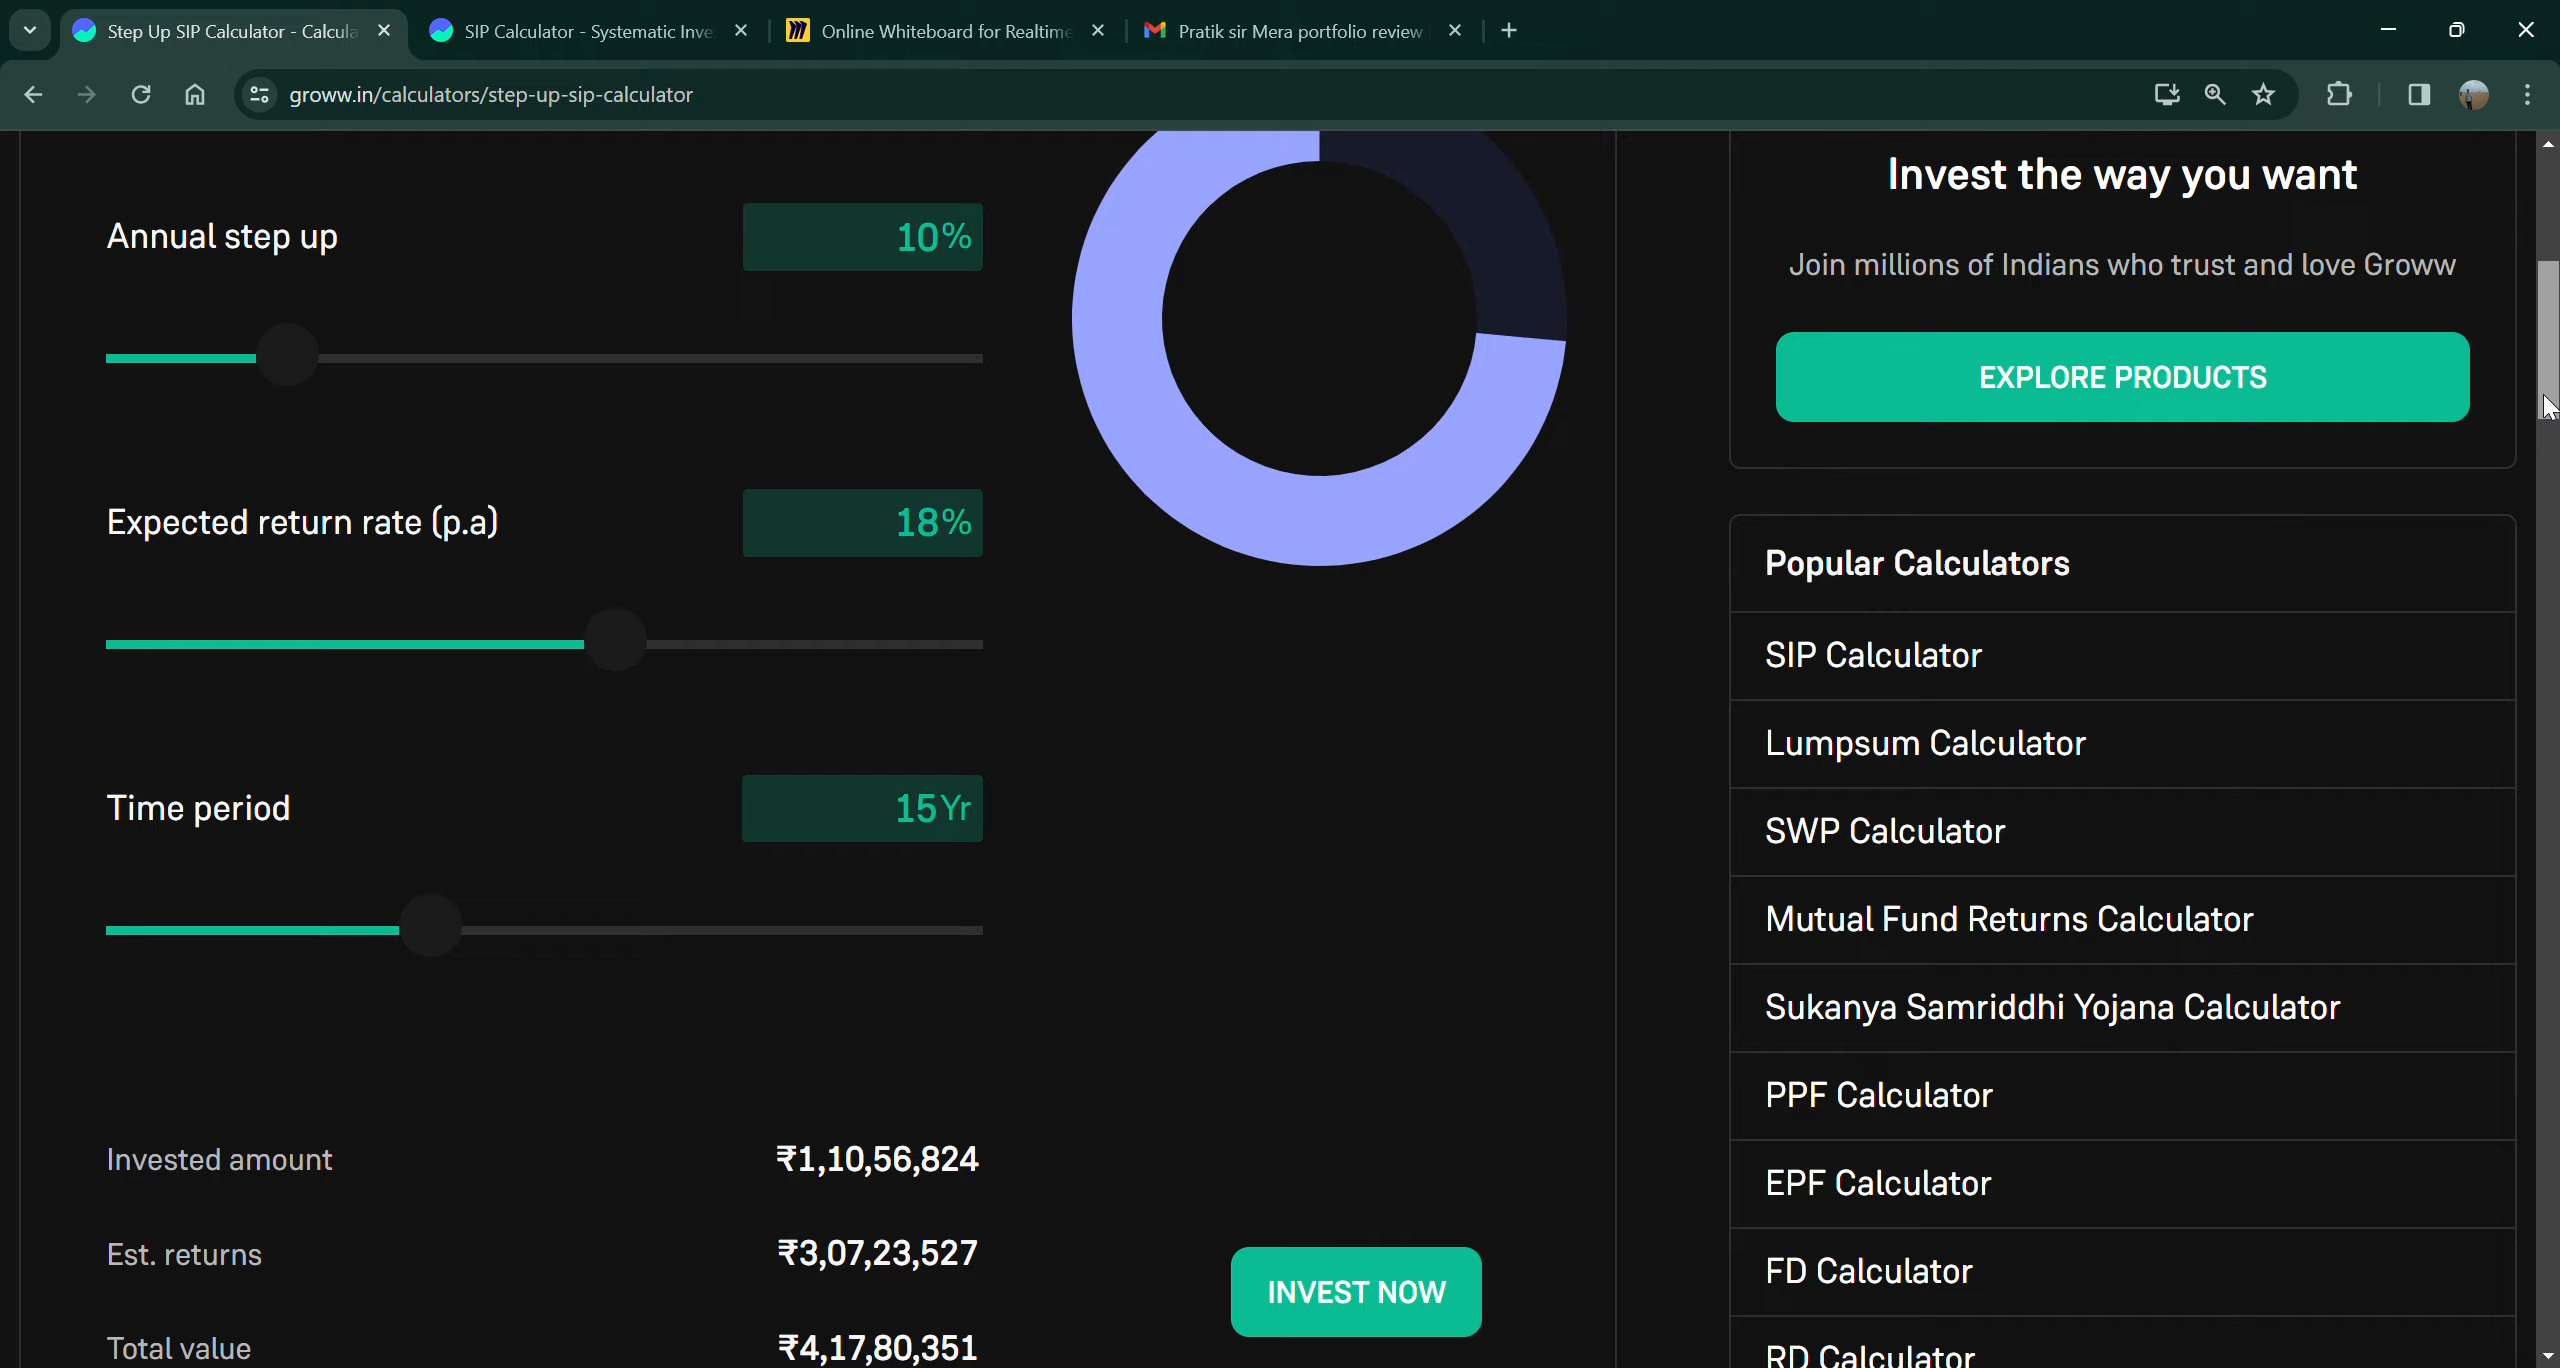 Step Up SIP Calculator - Calcula
SIP Calculator - Systematic Inve
Online Whiteboard for Realtime
Pratik sir Mera portfolio review
groww.in/calculators/step-up-sip-calculator
Annual step up
10%
Expected return rate (p.a)
18%
Time period
15Yr
Invested amount
₹1,10,56,824
Est. returns
₹3,07,23,527
Total value
₹4,17,80,351
INVEST NOW
Invest the way you want
Join millions of Indians who trust and love Groww
EXPLORE PRODUCTS
Popular Calculators
SIP Calculator
Lumpsum Calculator
SWP Calculator
Mutual Fund Returns Calculator
Sukanya Samriddhi Yojana Calculator
PPF Calculator
EPF Calculator
FD Calculator
RD Calculator